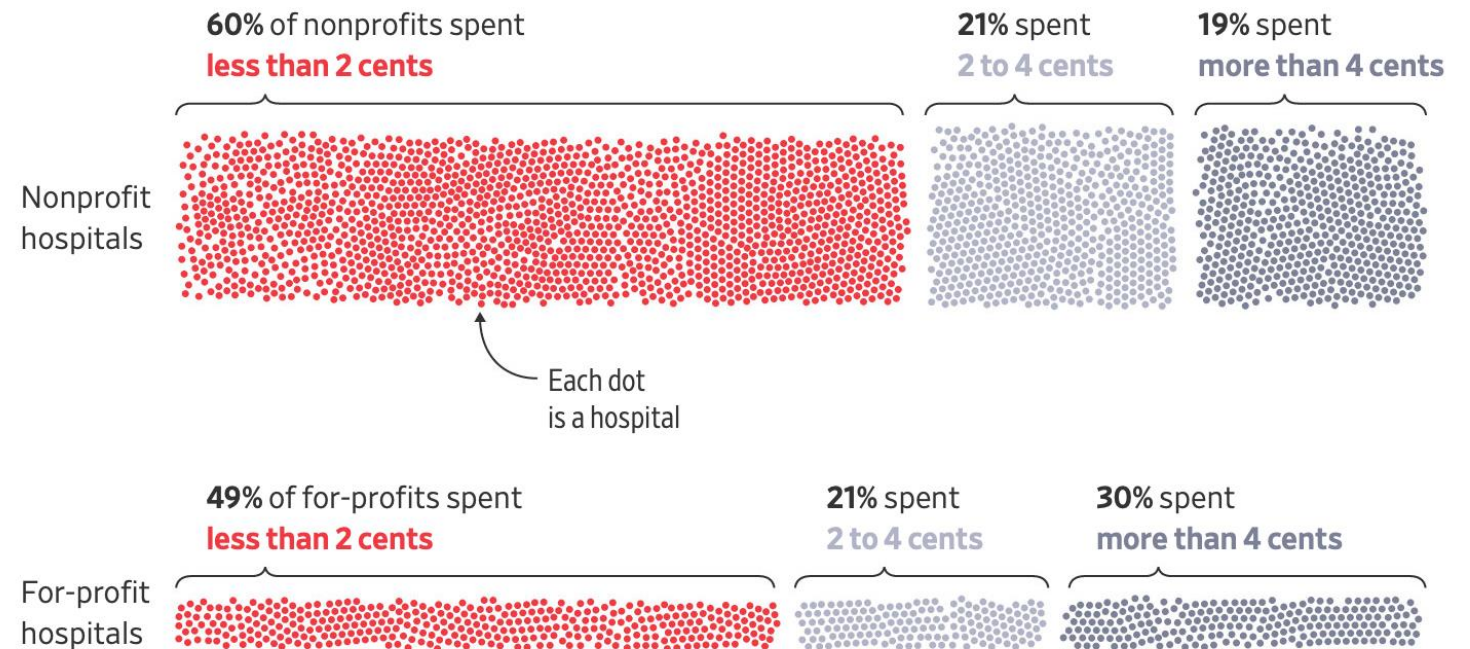 60% of nonprofits spent
less than 2 cents
21% spent
2 to 4 cents
19% spent
more than 4 cents
Nonprofit
hospitals
Each dot
is a hospital
49% of for-profits spent
less than 2 cents
21% spent
2 to 4 cents
30% spent
more than 4 cents
For-profit
hospitals